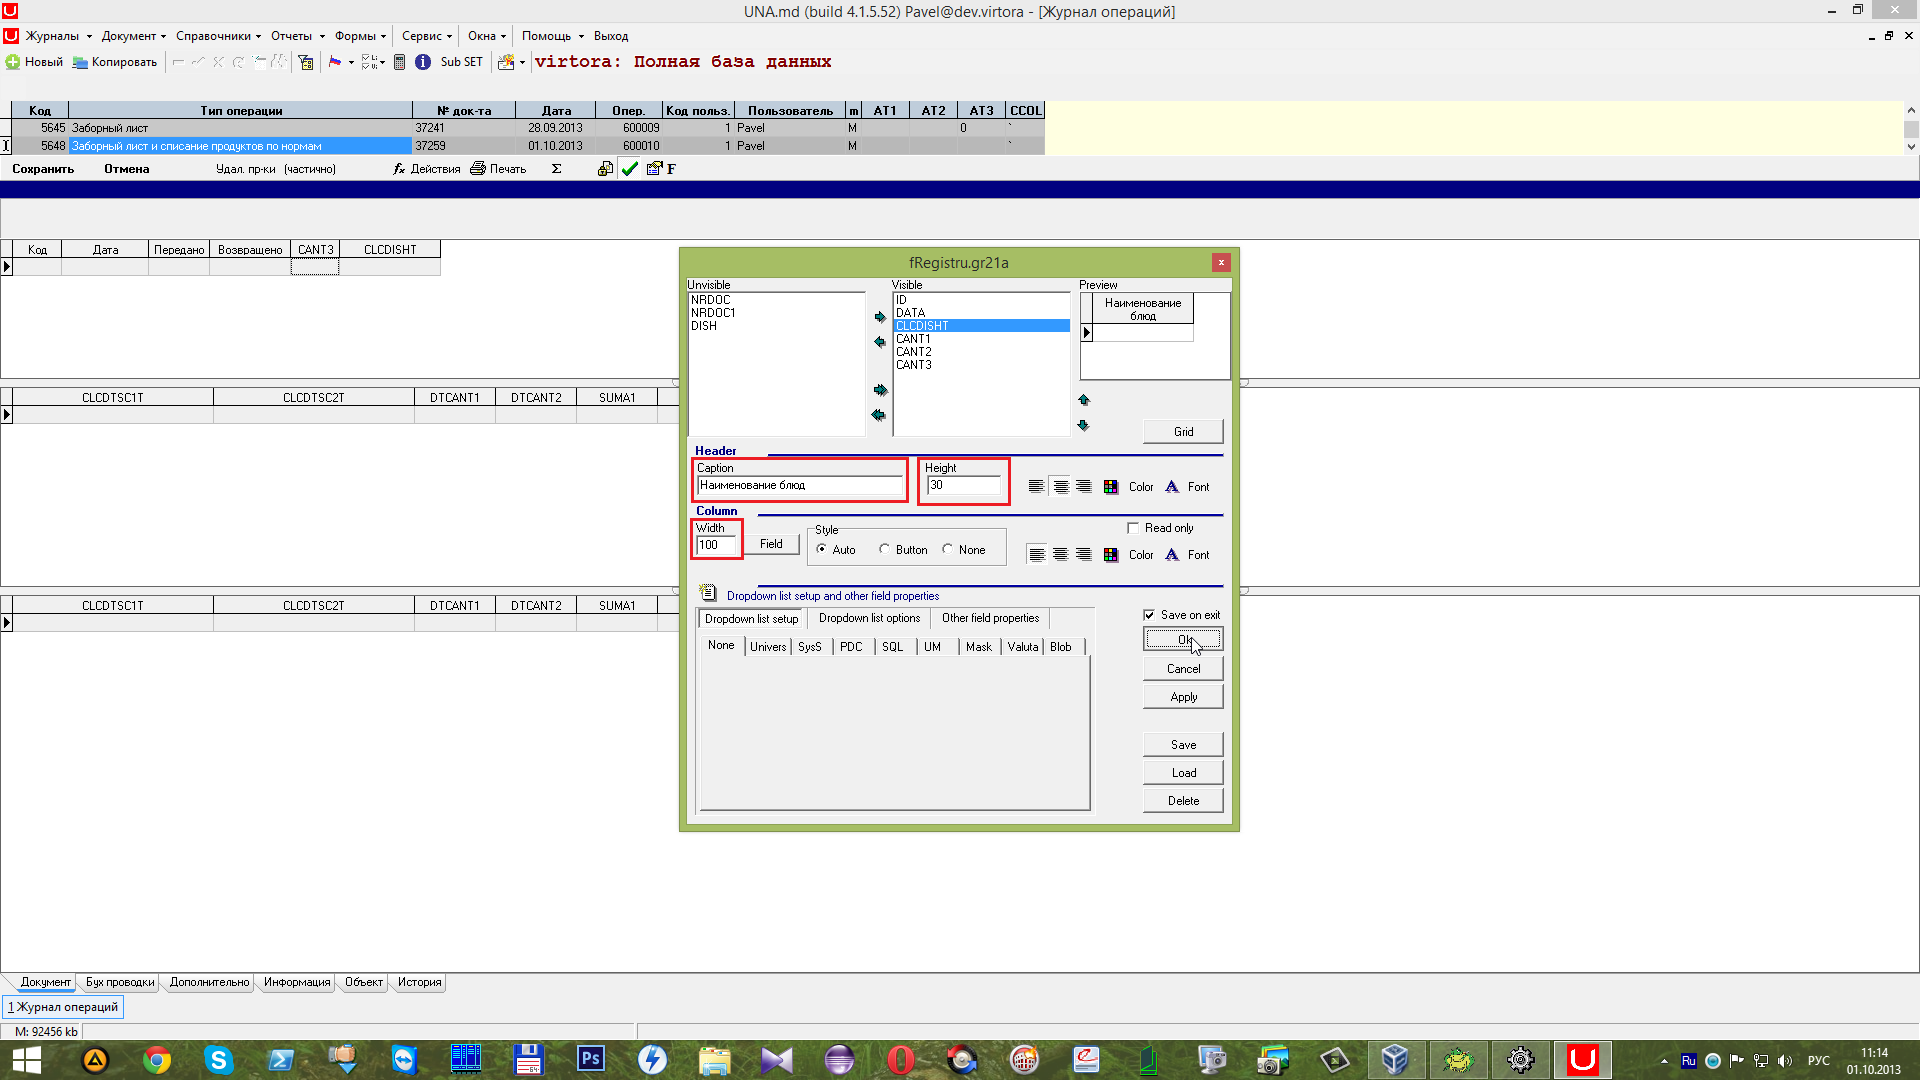 UNA.md (build 4.1.5.52) Pavel@dev.virtora - [Журнал операций]
Журналы Документ Справочники Отчеты Формы Сервис Окна Помощь Выход
Новый Копировать Sub SET virtora: Полная база данных
Код Тип операции № док-та Дата Опер. Код польз. Пользователь m AT1 AT2 AT3 CCOL
5645 Заборный лист 37241 28.09.2013 600009 1 Pavel M 0 `
5648 Заборный лист и списание продуктов по нормам 37259 01.10.2013 600010 1 Pavel M `
Сохранить Отмена Удал. пр-ки (частично) fx Действия Печать Σ F
Код Дата Передано Возвращено CANT3 CLCDISHT
fRegistru.gr21a
x
Unvisible Visible Preview
NRDOC
NRDOC1
DISH
ID
DATA
CLCDISHT
CANT1
CANT2
CANT3
Наименование
блюд
Grid
CLCDTSC1T CLCDTSC2T DTCANT1 DTCANT2 SUMA1
Header
Caption Height
Наименование блюд 30 Color A Font
Column
Width Style Read only
100 Field Auto Button None Color A Font
Dropdown list setup and other field properties
CLCDTSC1T CLCDTSC2T DTCANT1 DTCANT2 SUMA1
Dropdown list setup Dropdown list options Other field properties
None Univers SysS PDC SQL UM Mask Valuta Blob
Save on exit
Ok
Cancel
Apply
Save
Load
Delete
Документ Бух проводки Дополнительно Информация Объект История
1 Журнал операций
M: 92456 kb
64 Ps Ru РУС 11:14
01.10.2013